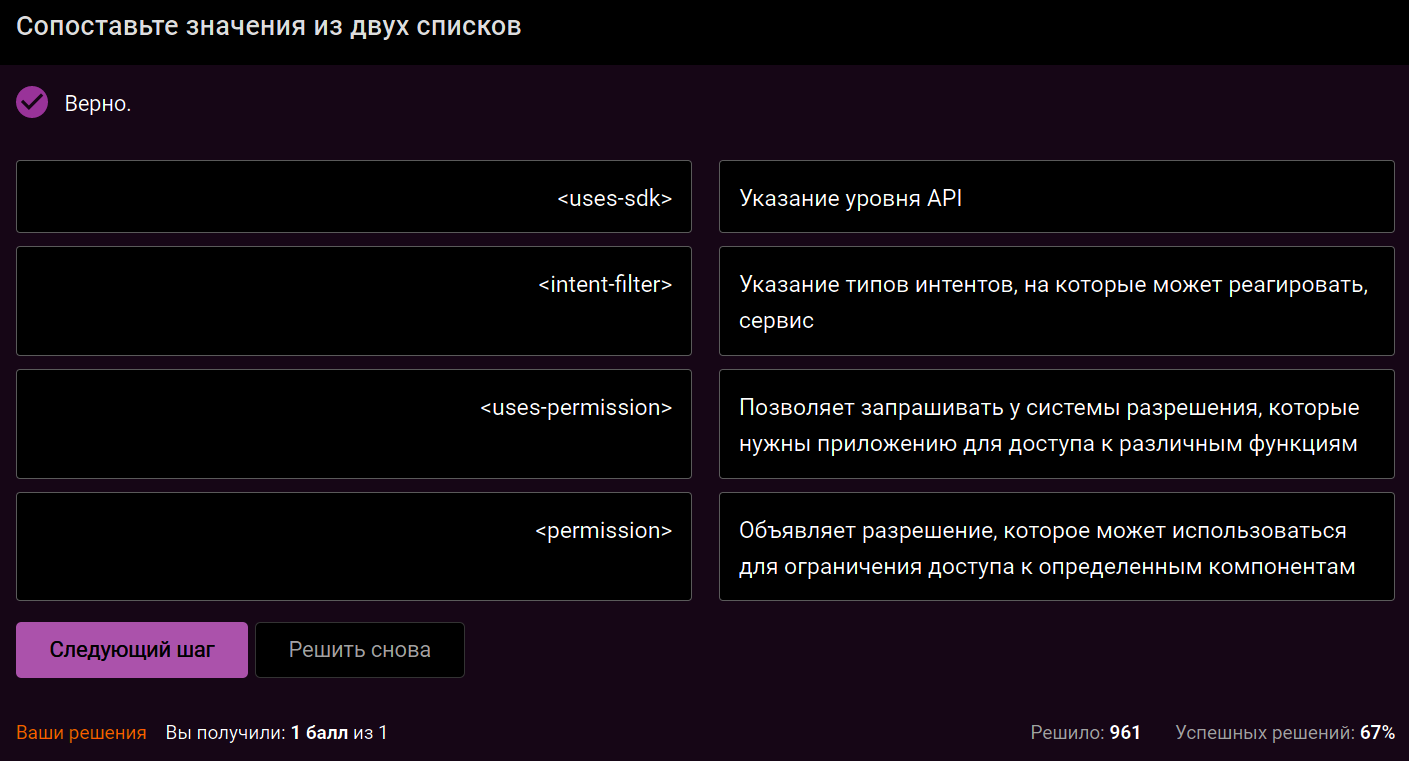 Сопоставьте значения из двух списков
Верно.
<uses-sdk>
Указание уровня API
<intent-filter>
Указание типов интентов, на которые может реагировать,
сервис
<uses-permission>
Позволяет запрашивать у системы разрешения, которые
нужны приложению для доступа к различным функциям
<permission>
Объявляет разрешение, которое может использоваться
для ограничения доступа к определенным компонентам
Следующий шаг
Решить снова
Ваши решения Вы получили: 1 балл из 1
Решило: 961 Успешных решений: 67%